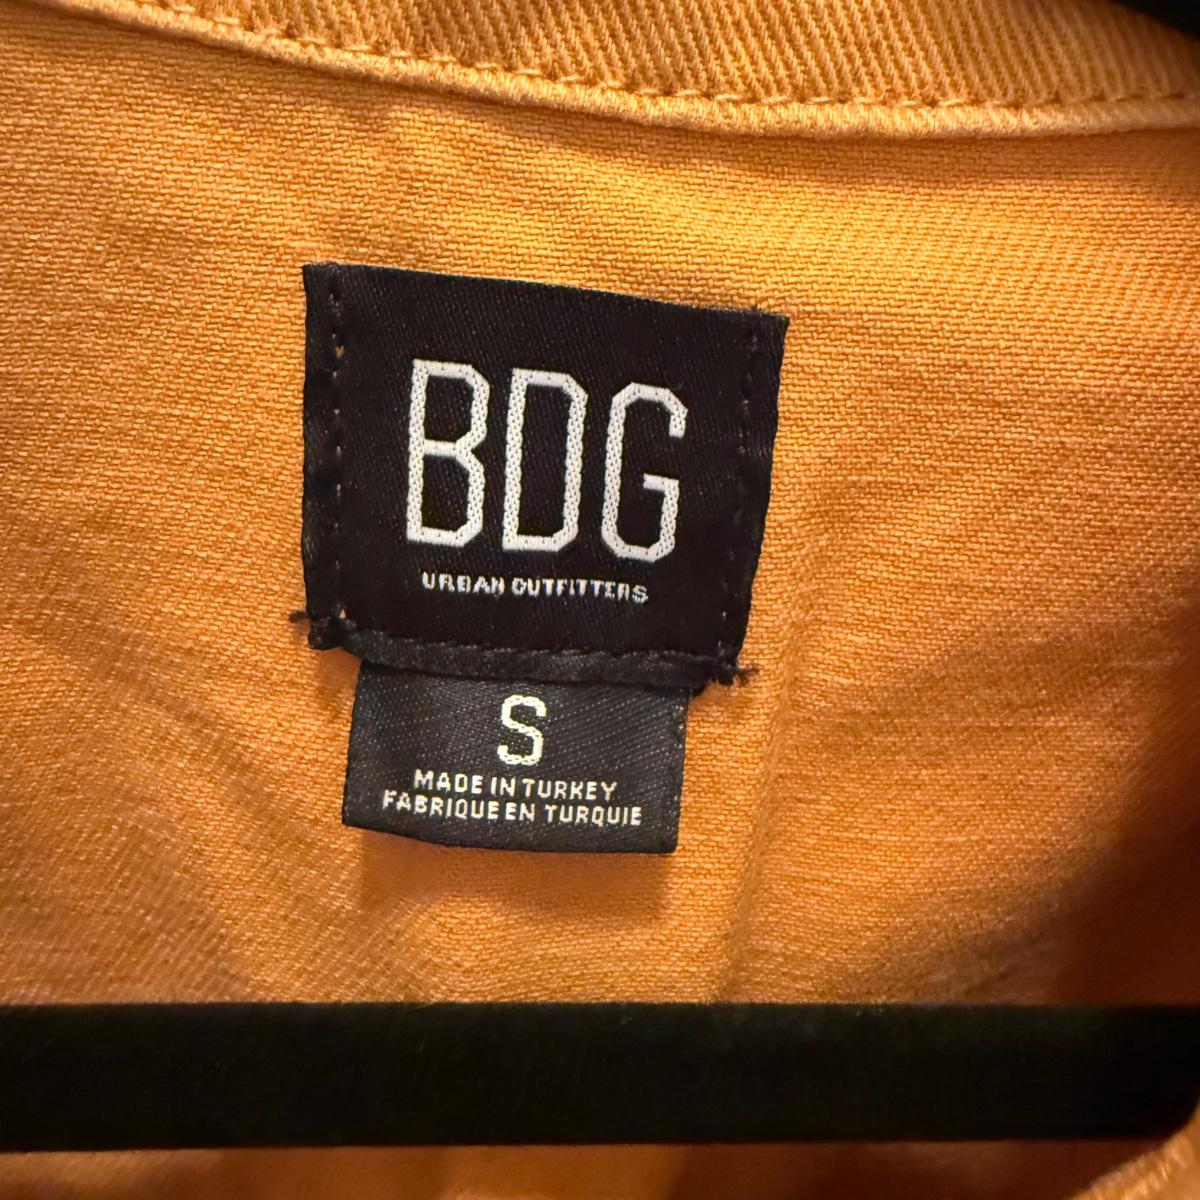 BDG
URBAN OUTFITTERS
S
MADE IN TURKEY
FABRIQUE EN TURQUIE